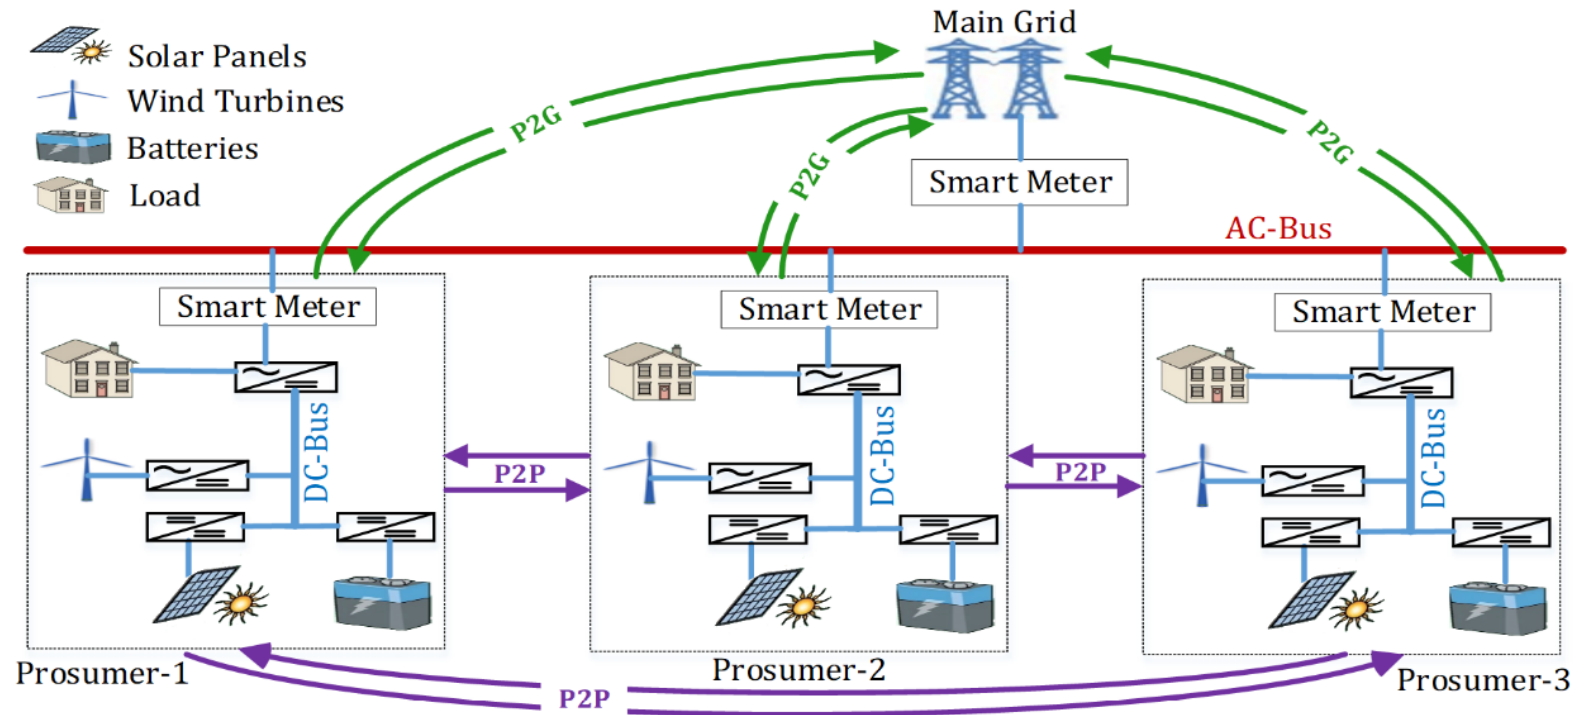 Main Grid
Solar Panels
Wind Turbines
Batteries
Load
P2G
P2G
P2G
Smart Meter
AC-Bus
Smart Meter
Smart Meter
Smart Meter
DC-Bus
DC-Bus
DC-Bus
P2P
P2P
Prosumer-1
Prosumer-2
Prosumer-3
P2P